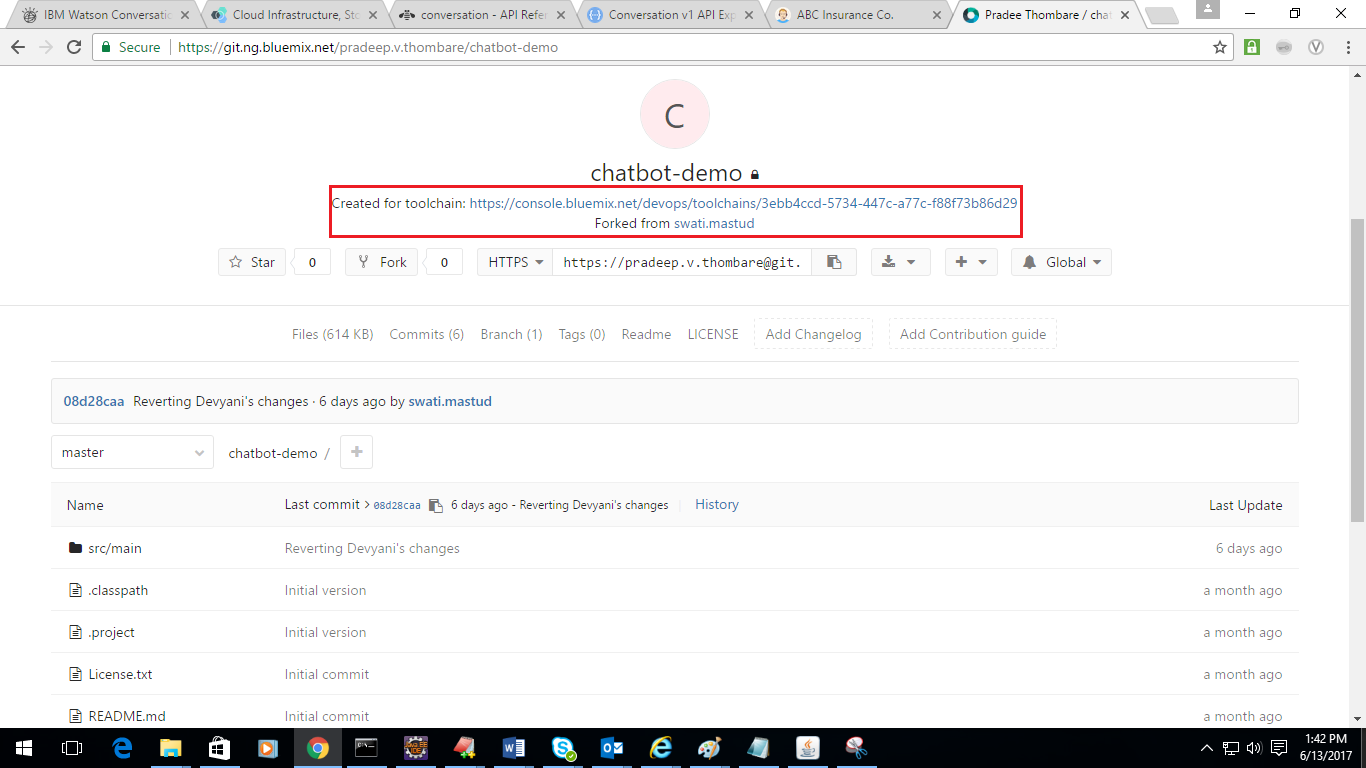 IBM Watson Conversatio
Cloud Infrastructure, Sto
conversation - API Refer
Conversation v1 API Exp
ABC Insurance Co.
Pradee Thombare / chat
Secure
https://git.ng.bluemix.net/pradeep.v.thombare/chatbot-demo
C
chatbot-demo
Created for toolchain: https://console.bluemix.net/devops/toolchains/3ebb4ccd-5734-447c-a77c-f88f73b86d29
Forked from swati.mastud
Star 0 Fork 0 HTTPS https://pradeep.v.thombare@git. Global
Files (614 KB) Commits (6) Branch (1) Tags (0) Readme LICENSE Add Changelog Add Contribution guide
08d28caa Reverting Devyani's changes · 6 days ago by swati.mastud
master chatbot-demo / +
Name Last commit > 08d28caa 6 days ago - Reverting Devyani's changes History Last Update
src/main Reverting Devyani's changes 6 days ago
.classpath Initial version a month ago
.project Initial version a month ago
License.txt Initial commit a month ago
README.md Initial commit a month ago
1:42 PM
6/13/2017